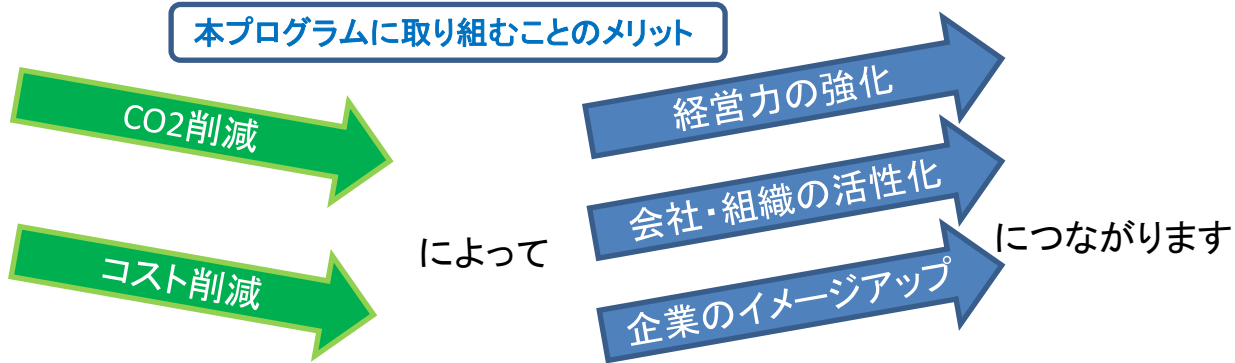 本プログラムに取り組むことのメリット
CO2削減
コスト削減
によって
経営力の強化
会社・組織の活性化
企業のイメージアップ
につながります